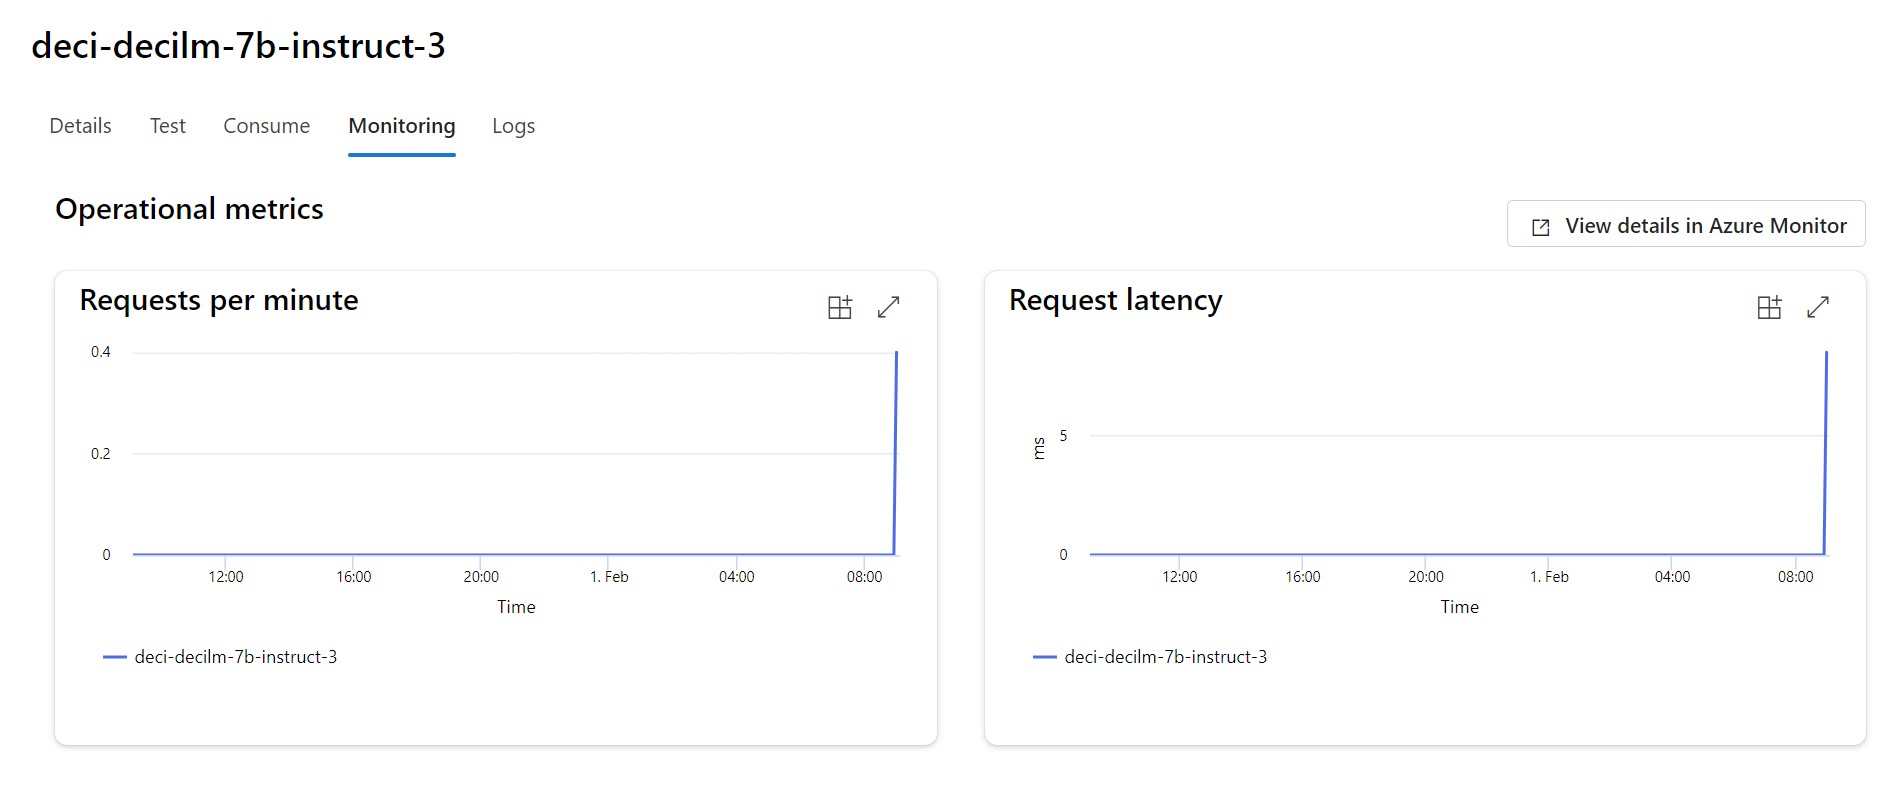 deci-decilm-7b-instruct-3
Details Test Consume Monitoring Logs
Operational metrics
View details in Azure Monitor
Requests per minute
0.4
0.2
0
12:00 16:00 20:00 1. Feb 04:00 08:00
Time
deci-decilm-7b-instruct-3
Request latency
ms
5
0
12:00 16:00 20:00 1. Feb 04:00 08:00
Time
deci-decilm-7b-instruct-3